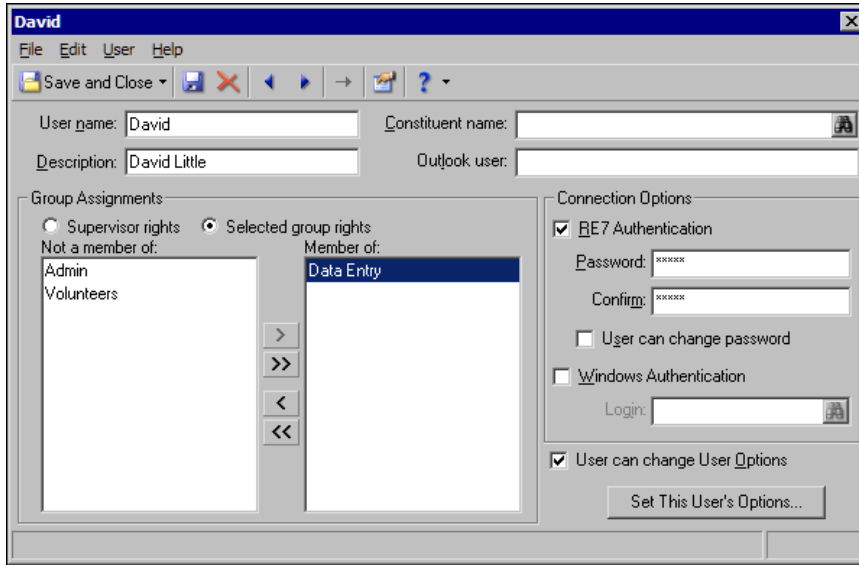 David
File Edit User Help
Save and Close
User name: David
Constituent name:
Description: David Little
Outlook user:
Group Assignments
Supervisor rights Selected group rights
Not a member of: Member of:
Admin
Volunteers
Data Entry
>
>>
<
<<
Connection Options
RE7 Authentication
Password: *****
Confirm: *****
User can change password
Windows Authentication
Login:
User can change User Options
Set This User's Options...